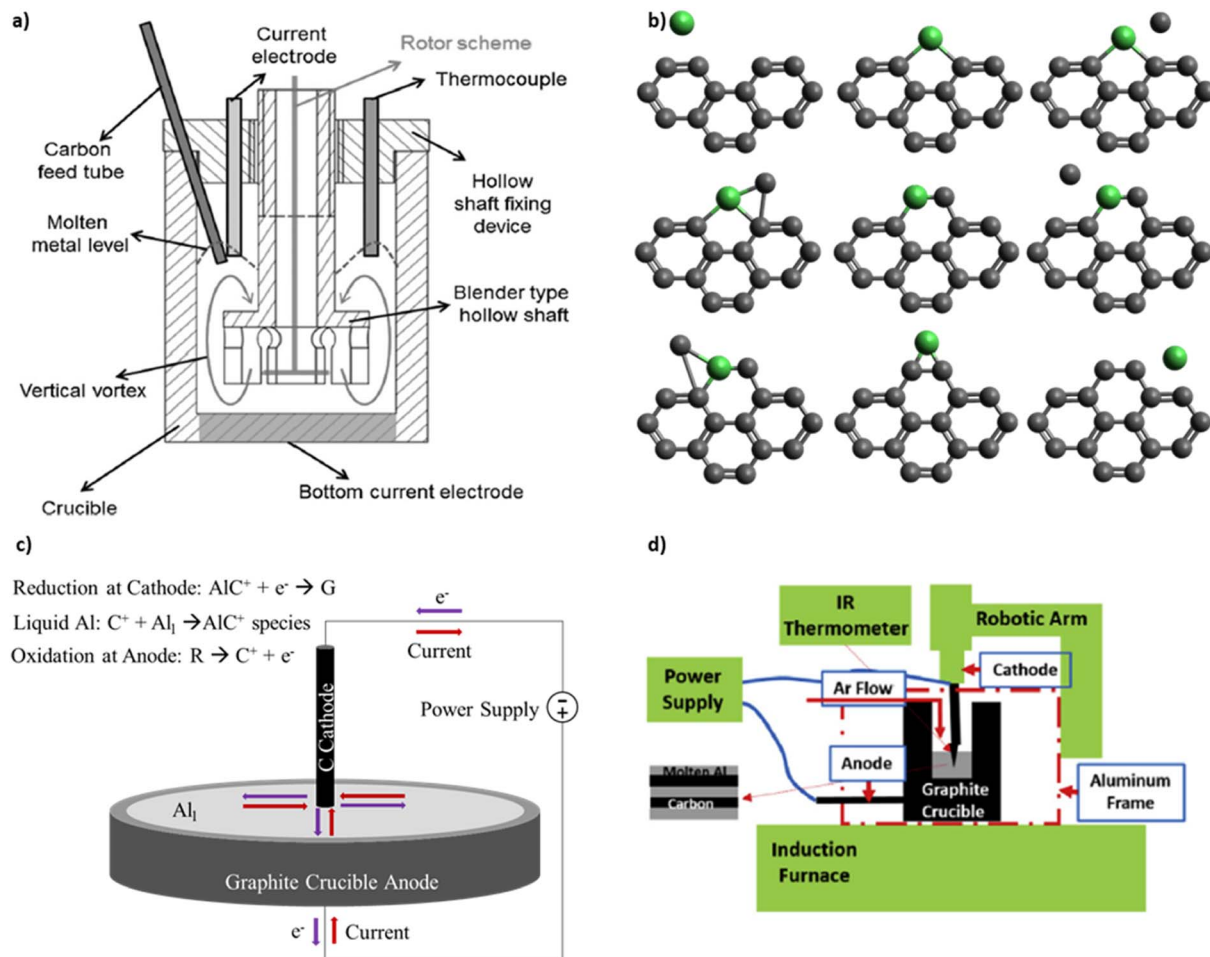 a)
Current
electrode
Rotor scheme
Thermocouple
Carbon
feed tube
Hollow
shaft fixing
device
Molten
metal level
Blender type
hollow shaft
Vertical vortex
Bottom current electrode
Crucible
b)
c)
Reduction at Cathode: AlC⁺ + e⁻ → G
Liquid Al: C⁺ + Alₗ → AlC⁺ species
Oxidation at Anode: R → C⁺ + e⁻
e⁻
Current
Power Supply
C Cathode
Alₗ
Graphite Crucible Anode
e⁻
Current
d)
IR
Thermometer
Robotic Arm
Cathode
Power
Supply
Ar Flow
Anode
Molten Al
Carbon
Graphite
Crucible
Aluminum
Frame
Induction
Furnace